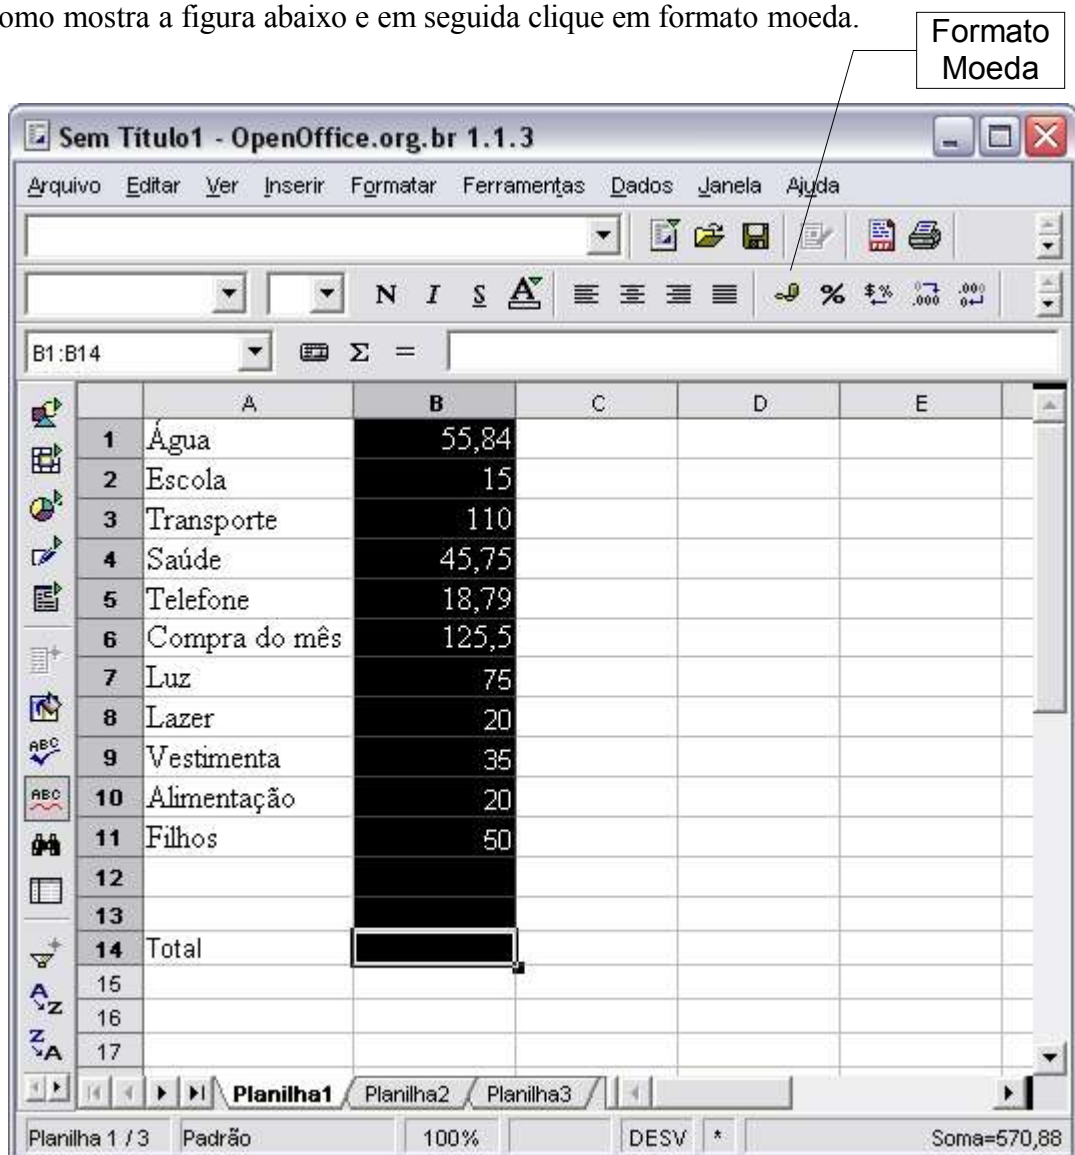 omo mostra a figura abaixo e em seguida clique em formato moeda.
Formato
Moeda
Sem Título1 - OpenOffice.org.br 1.1.3
Arquivo Editar Ver Inserir Formatar Ferramentas Dados Janela Ajuda
N I S A % $% .000 .000
B1:B14 Σ =
A B C D E
1 Água 55,84
2 Escola 15
3 Transporte 110
4 Saúde 45,75
5 Telefone 18,79
6 Compra do mês 125,5
7 Luz 75
8 Lazer 20
9 Vestimenta 35
10 Alimentação 20
11 Filhos 50
12
13
14 Total
15
16
17
ABC
ABC
A Z
Z A
Planilha1 Planilha2 Planilha3
Planilha 1 / 3 Padrão 100% DESV * Soma=570,88